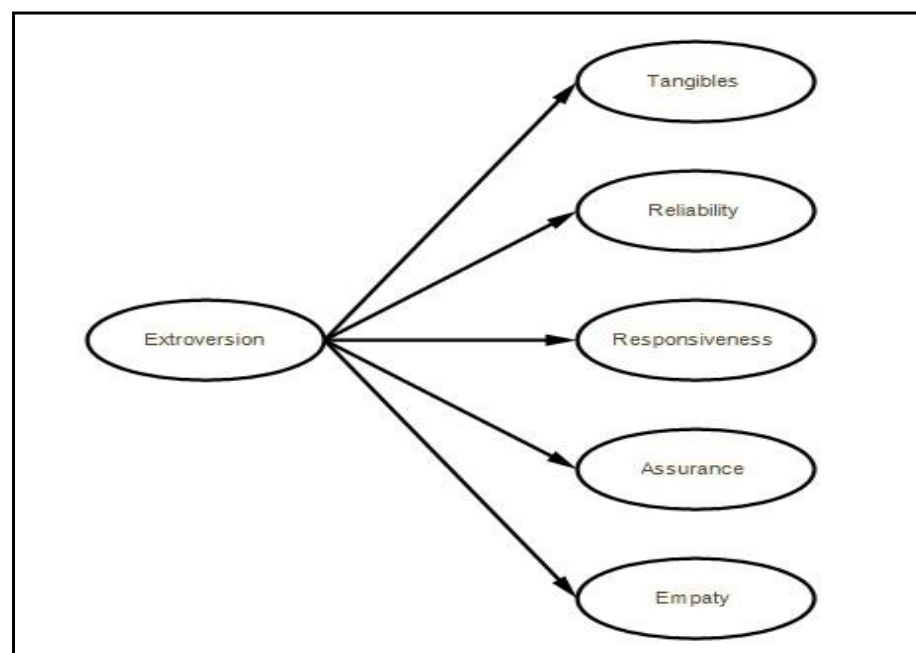 Tangibles
Reliability
Extroversion
Responsiveness
Assurance
Empaty